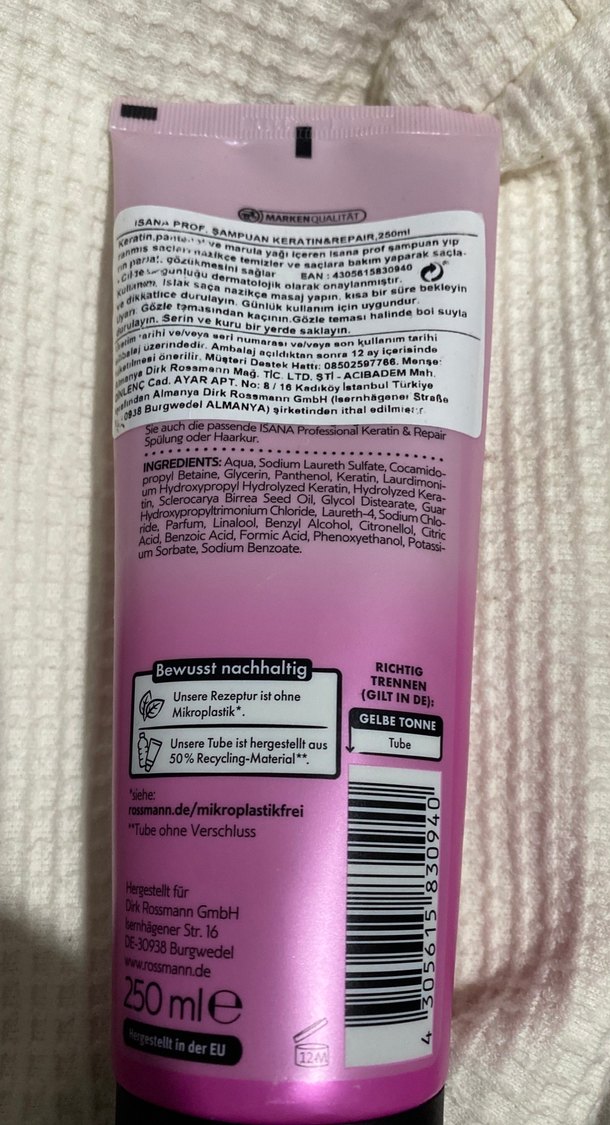 MARKENQUALITÄT
ISANA PROF. ŞAMPUAN KERATIN&REPAIR,250ml
Keratin, ve marula yağı içeren isana prof şampuan yıp
ranmış saçları nazikçe temizler ve saçlara bakım yaparak saçla-
rın parlak gözükmesini sağlar EAN : 4305615830940
uygunluğu dermatolojik olarak onaylanmıştır.
Kullanım: Islak saça nazikçe masaj yapın, kısa bir süre bekleyin
ve dikkatlice durulayın. Günlük kullanım için uygundur.
Uyarı: Gözle temasından kaçının.Gözle teması halinde bol suyla
durulayın. Serin ve kuru bir yerde saklayın.
Üretim tarihi ve/veya seri numarası ve/veya son kullanım tarihi
ambalaj üzerindedir. Ambalaj açıldıktan sonra 12 ay içerisinde
tüketilmesi önerilir. Müşteri Destek Hattı: 08502597766. Menşe:
Almanya Dirk Rossmann Mağ. TİC. LTD. ŞTİ - ACIBADEM Mah.
Cad. AYAR APT. No: 8 / 16 Kadıköy İstanbul Türkiye
tarafından Almanya Dirk Rossmann GmbH (Isernhägener Straße
0938 Burgwedel ALMANYA) şirketinden ithal edilmiştir
Sie auch die passende ISANA Professional Keratin & Repair
Spülung oder Haarkur.
INGREDIENTS: Aqua, Sodium Laureth Sulfate, Cocamido-
propyl Betaine, Glycerin, Panthenol, Keratin, Laurdimoni-
um Hydroxypropyl Hydrolyzed Keratin, Hydrolyzed Kera-
tin, Sclerocarya Birrea Seed Oil, Glycol Distearate, Guar
Hydroxypropyltrimonium Chloride, Laureth-4, Sodium Chlo-
ride, Parfum, Linalool, Benzyl Alcohol, Citronellol, Citric
Acid, Benzoic Acid, Formic Acid, Phenoxyethanol, Potassi-
um Sorbate, Sodium Benzoate.
Bewusst nachhaltig
Unsere Rezeptur ist ohne
Mikroplastik*.
Unsere Tube ist hergestellt aus
50% Recycling-Material**.
RICHTIG
TRENNEN
(GILT IN DE):
GELBE TONNE
Tube
*siehe:
rossmann.de/mikroplastikfrei
**Tube ohne Verschluss
Hergestellt für
Dirk Rossmann GmbH
Isernhägener Str. 16
DE-30938 Burgwedel
www.rossmann.de
250 ml e
Hergestellt in der EU
12M
4 305615 830940